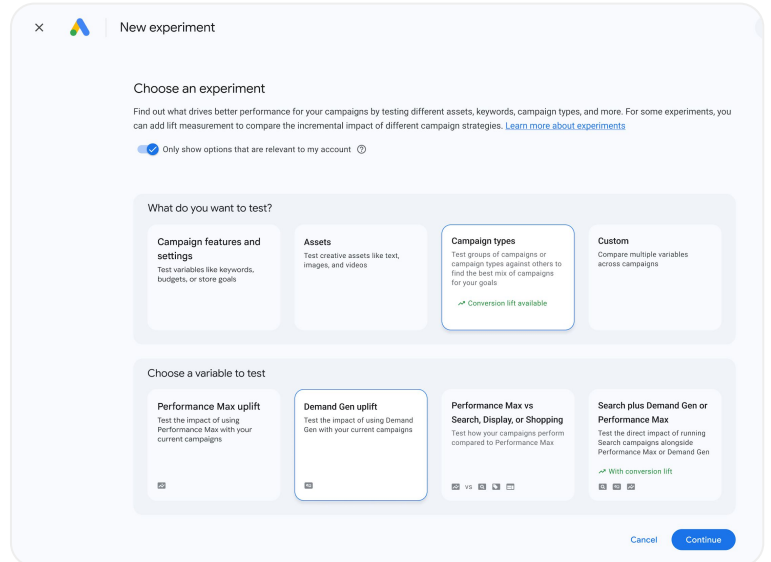 New experiment
Choose an experiment
Find out what drives better performance for your campaigns by testing different assets, keywords, campaign types, and more. For some experiments, you
can add lift measurement to compare the incremental impact of different campaign strategies. Learn more about experiments
Only show options that are relevant to my account
What do you want to test?
Campaign features and
settings
Test variables like keywords,
budgets, or store goals
Assets
Test creative assets like text,
images, and videos
Campaign types
Test groups of campaigns or
campaign types against others to
find the best mix of campaigns
for your goals
Conversion lift available
Custom
Compare multiple variables
across campaigns
Choose a variable to test
Performance Max uplift
Test the impact of using
Performance Max with your
current campaigns
Demand Gen uplift
Test the impact of using Demand
Gen with your current campaigns
Performance Max vs
Search, Display, or Shopping
Test how your campaigns perform
compared to Performance Max
vs
Search plus Demand Gen or
Performance Max
Test the direct impact of running
Search campaigns alongside
Performance Max or Demand Gen
With conversion lift
Cancel
Continue